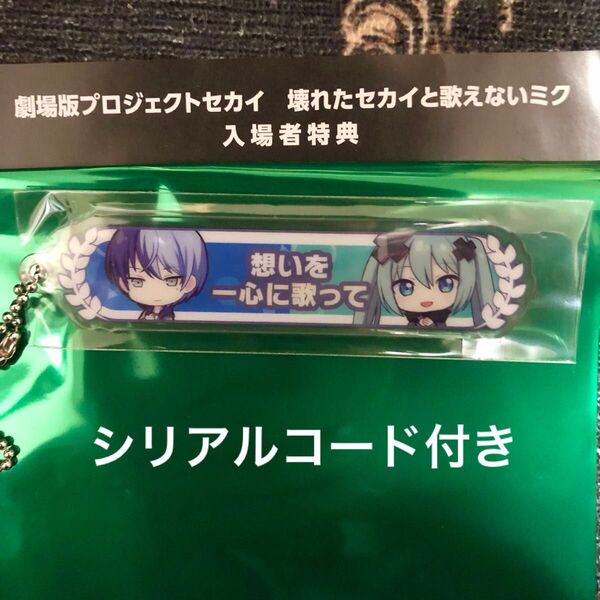 劇場版プロジェクトセカイ 壊れたセカイと歌えないミク
入場者特典
想いを
一心に歌って
シリアルコード付き